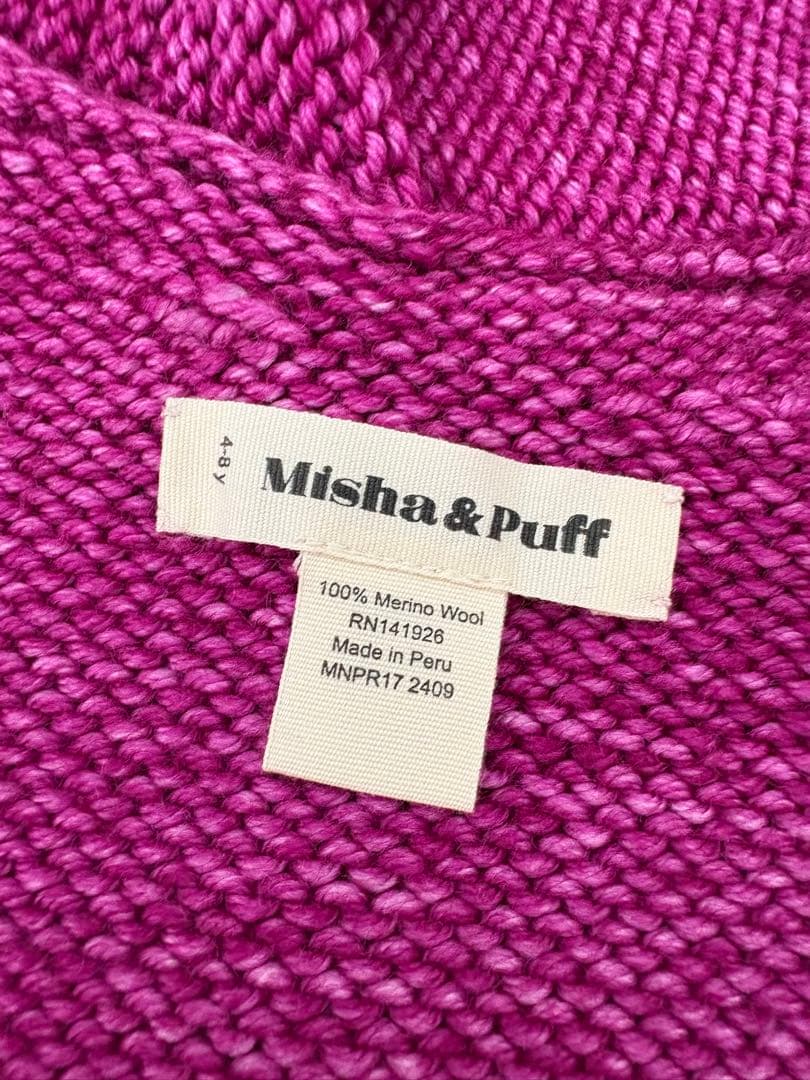 4-8 y
Misha & Puff
100% Merino Wool
RN141926
Made in Peru
MNPR17 2409